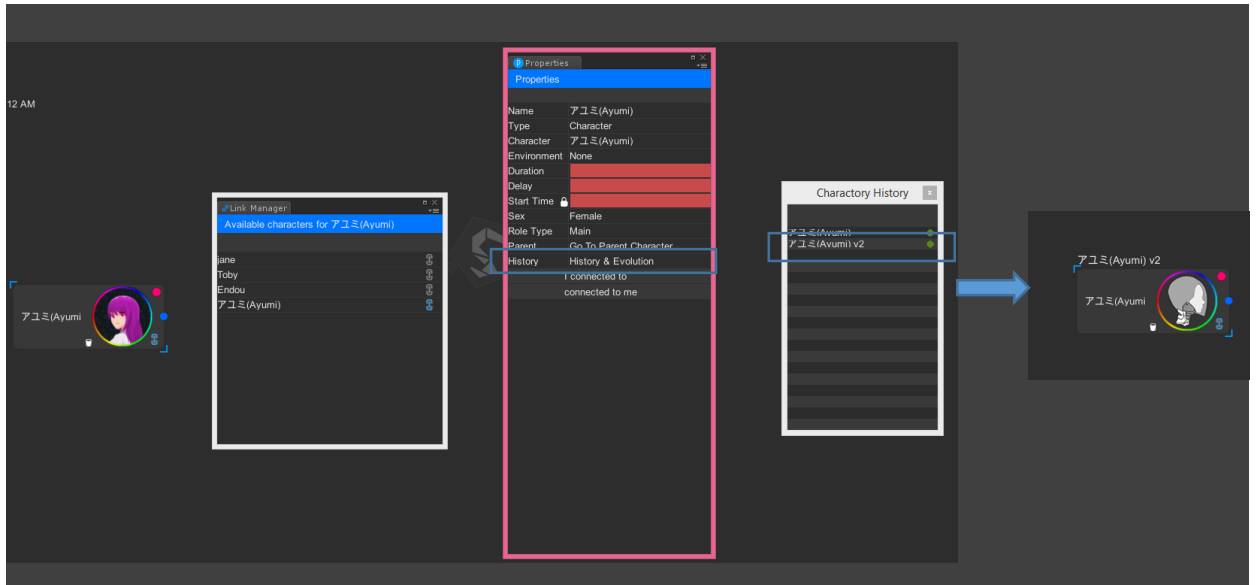 12 AM
アユミ(Ayumi
Link Manager
Available characters for アユミ(Ayumi)
jane
Toby
Endou
アユミ(Ayumi)
Properties
Properties
Name アユミ(Ayumi)
Type Character
Character アユミ(Ayumi)
Environment None
Duration
Delay
Start Time
Sex Female
Role Type Main
Parent Go To Parent Character
History History & Evolution
I connected to
connected to me
Charactory History
x
アユミ(Ayumi)
アユミ(Ayumi) v2
アユミ(Ayumi) v2
アユミ(Ayumi